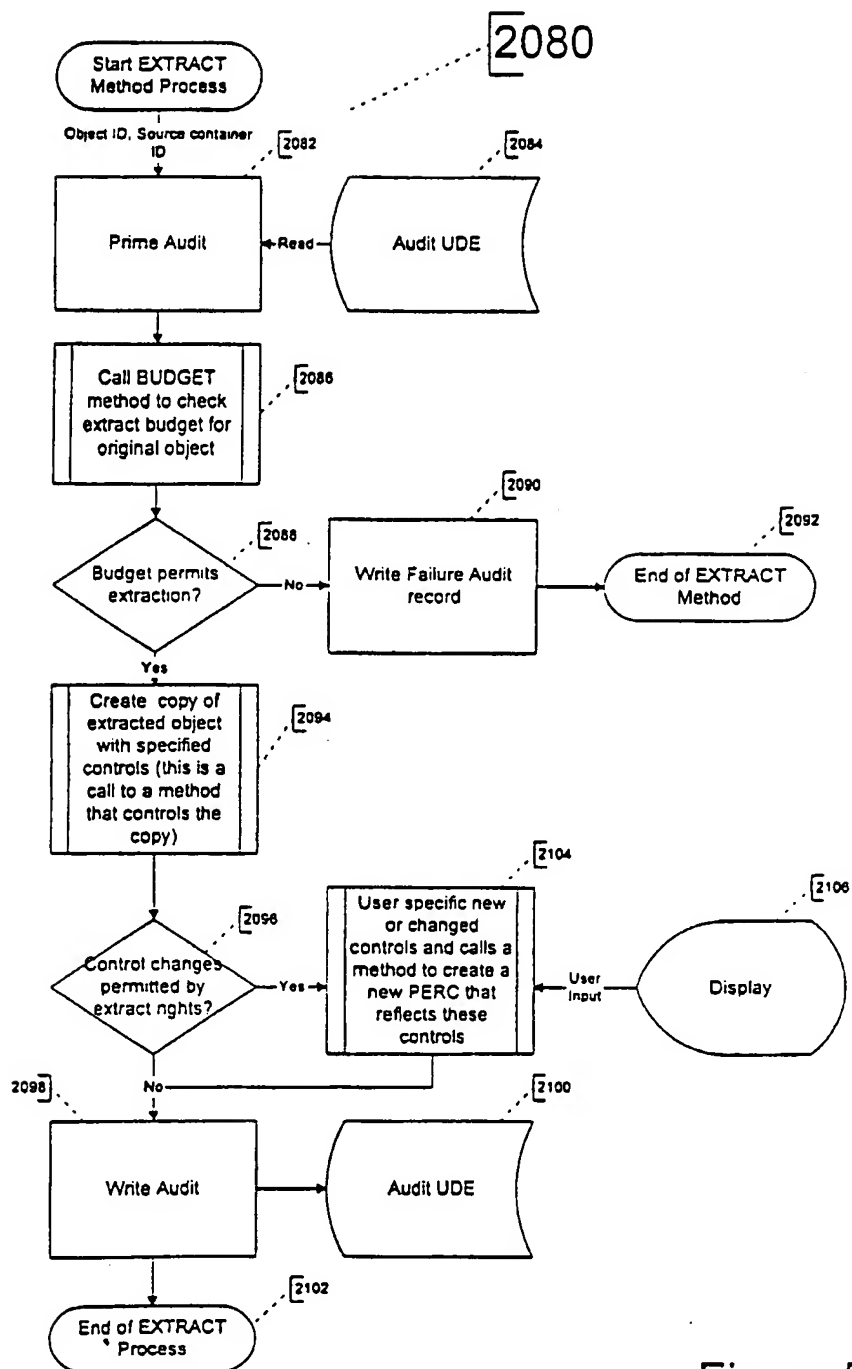 2080
Start EXTRACT
Method Process
Object ID, Source container
ID
2082
2084
Prime Audit
Read
Audit UDE
Call BUDGET
method to check
extract budget for
original object
2086
2088
2090
2092
Budget permits
extraction?
No
Write Failure Audit
record
End of EXTRACT
Method
Yes
Create copy of
extracted object
with specified
controls (this is a
call to a method
that controls the
copy)
2094
2096
2104
2106
Control changes
permitted by
extract rights?
Yes
User specific new
or changed
controls and calls a
method to create a
new PERC that
reflects these
controls
User
Input
Display
No
2098
2100
Write Audit
Audit UDE
2102
End of EXTRACT
Process